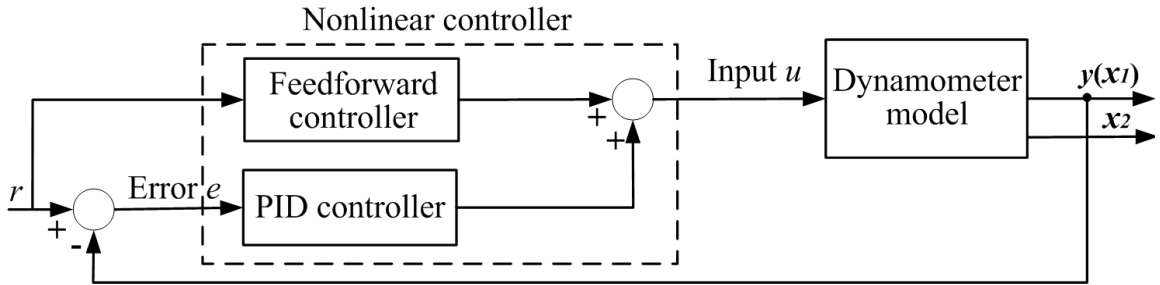 Nonlinear controller
Feedforward
controller
Input u
Dynamometer
model
y(x1)
x2
+
+
r
Error e
PID controller
+
-